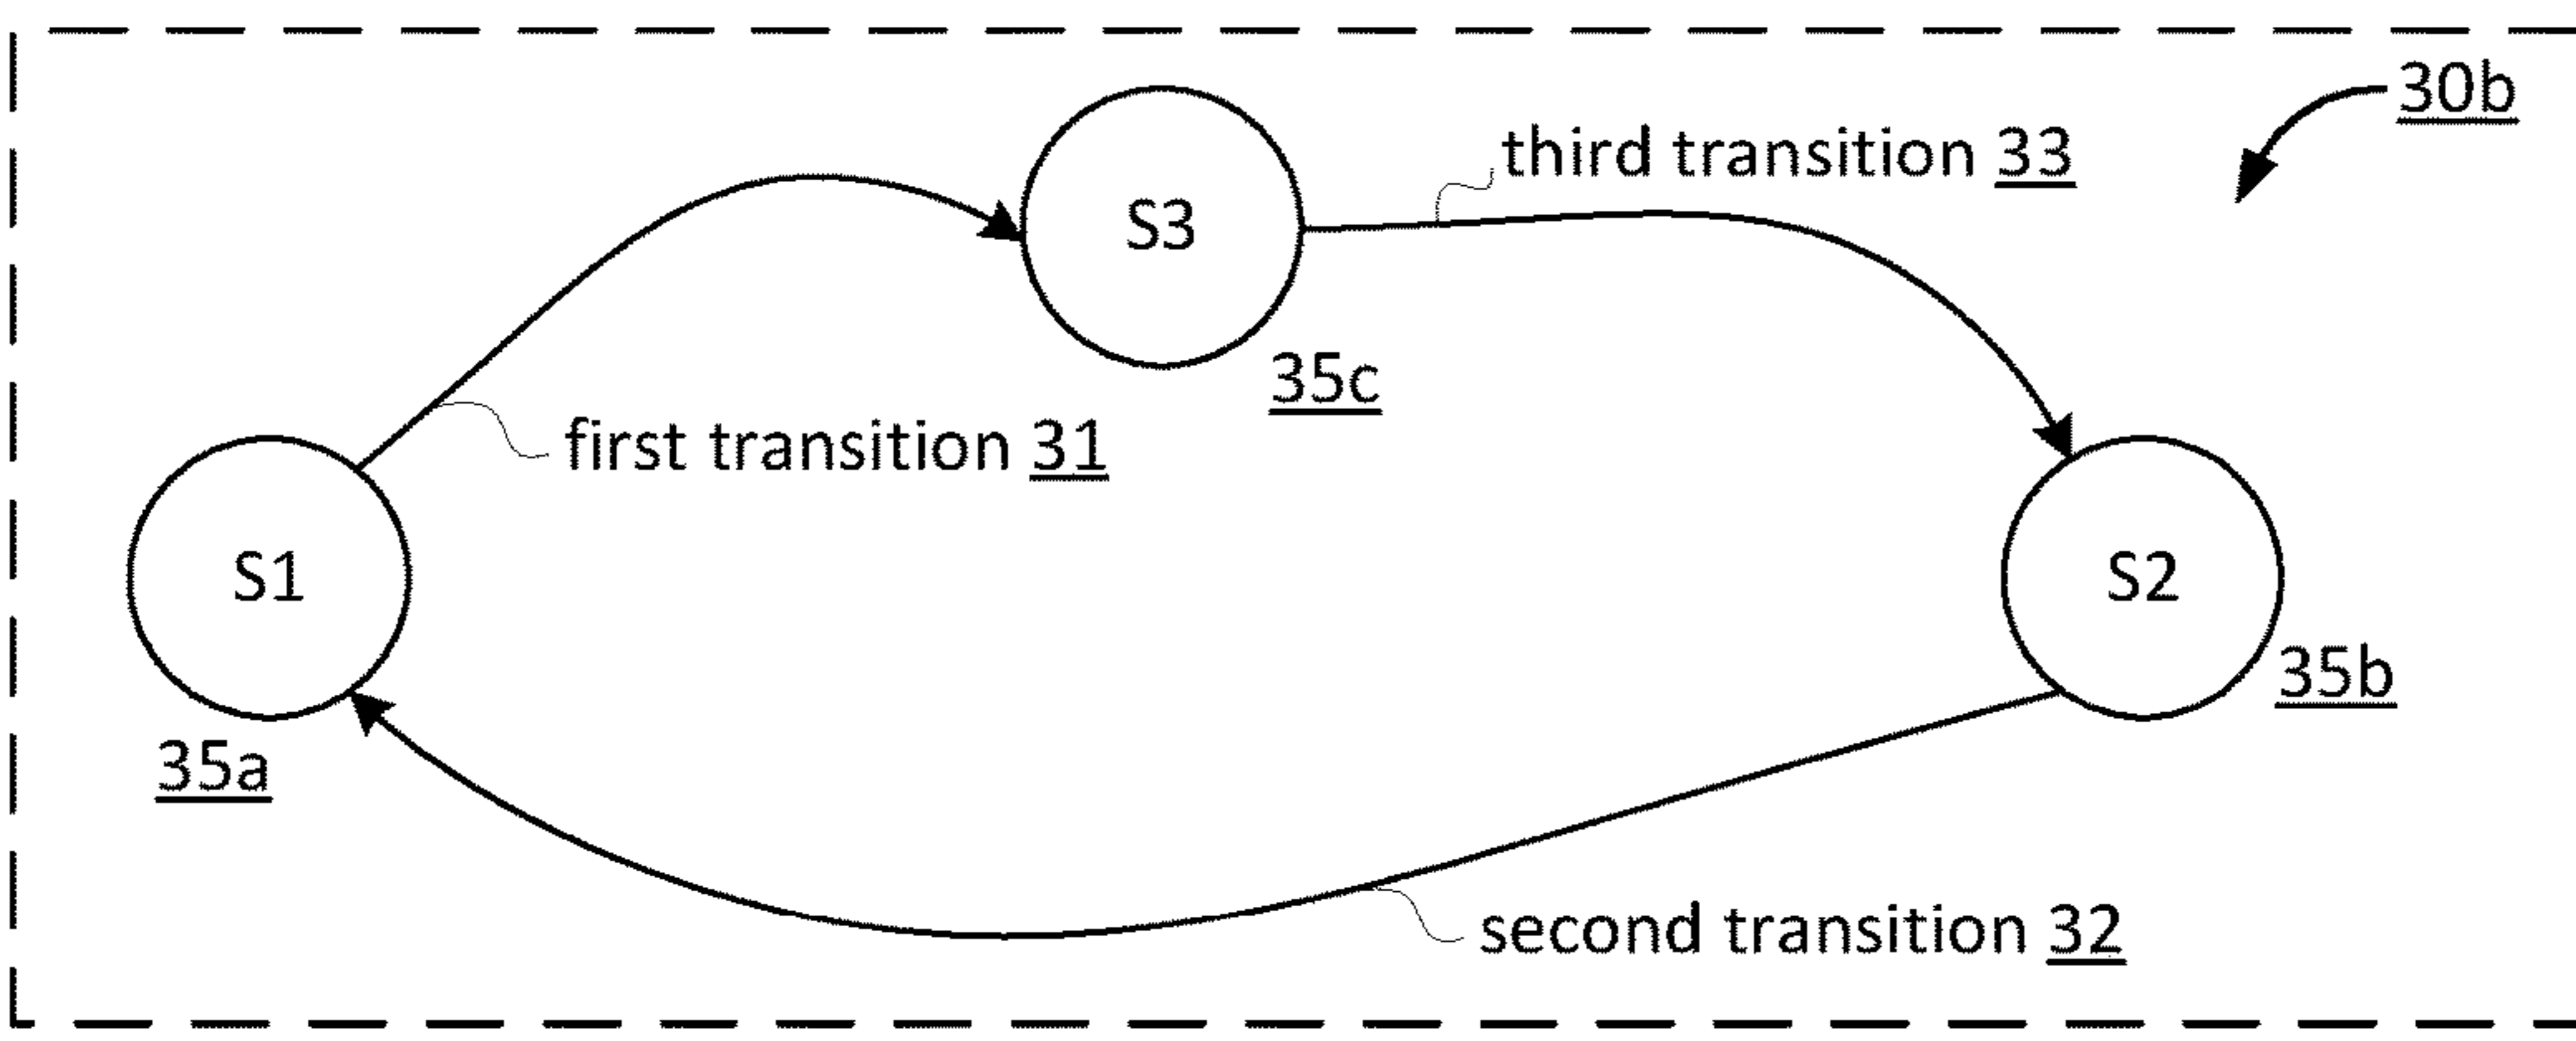 30b
third transition 33
S3
35c
first transition 31
S1
S2
35b
35a
second transition 32